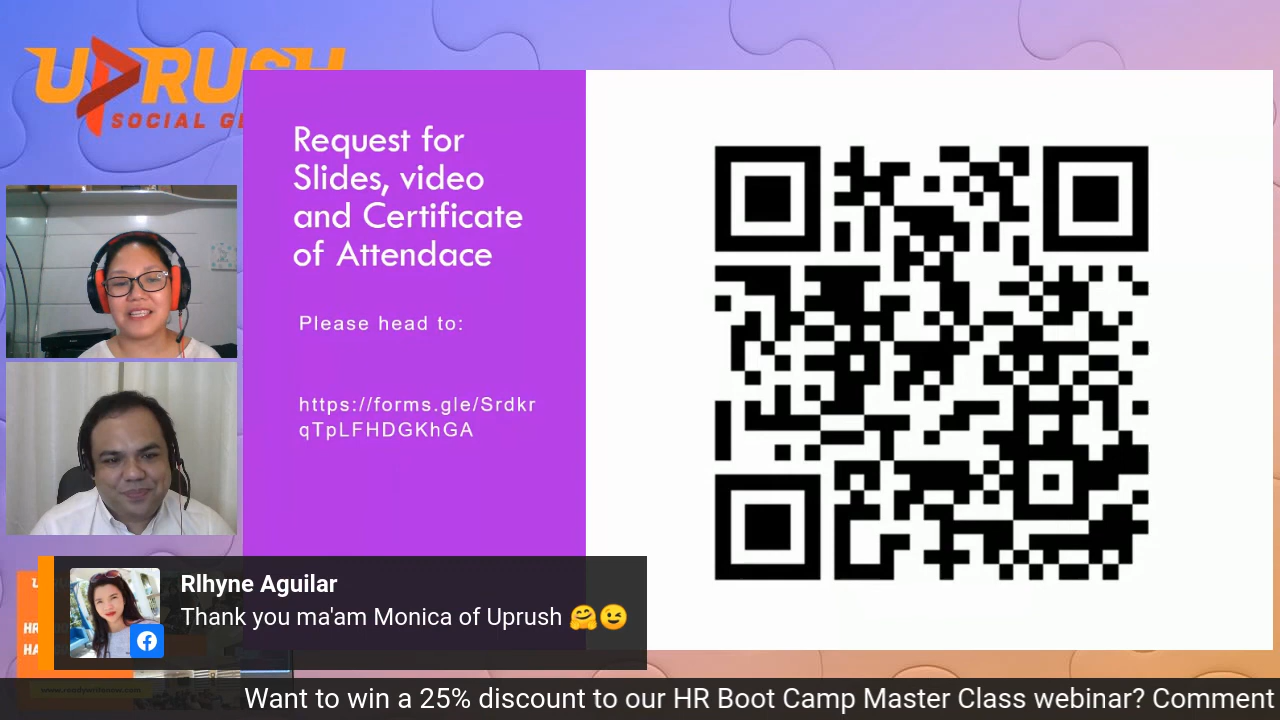 UPRUSH
SOCIAL
Request for
Slides, video
and Certificate
of Attendace
Please head to:
https://forms.gle/Srdkr
qTpLFHDGKhGA
Rlhyne Aguilar
Thank you ma'am Monica of Uprush 🤗😉
HR
HA
Want to win a 25% discount to our HR Boot Camp Master Class webinar? Comment